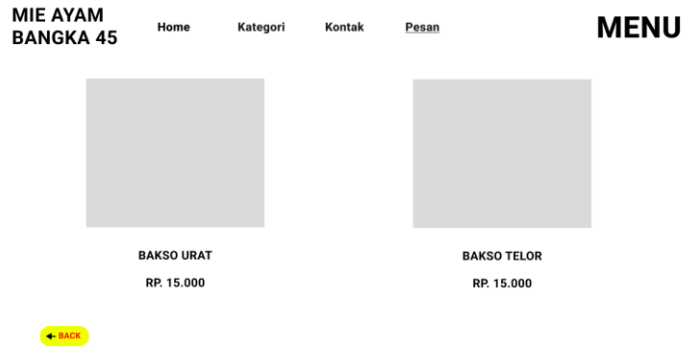 MIE AYAM
BANGKA 45
Home
Kategori
Kontak
Pesan
MENU
BAKSO URAT
RP. 15.000
BAKSO TELOR
RP. 15.000
BACK